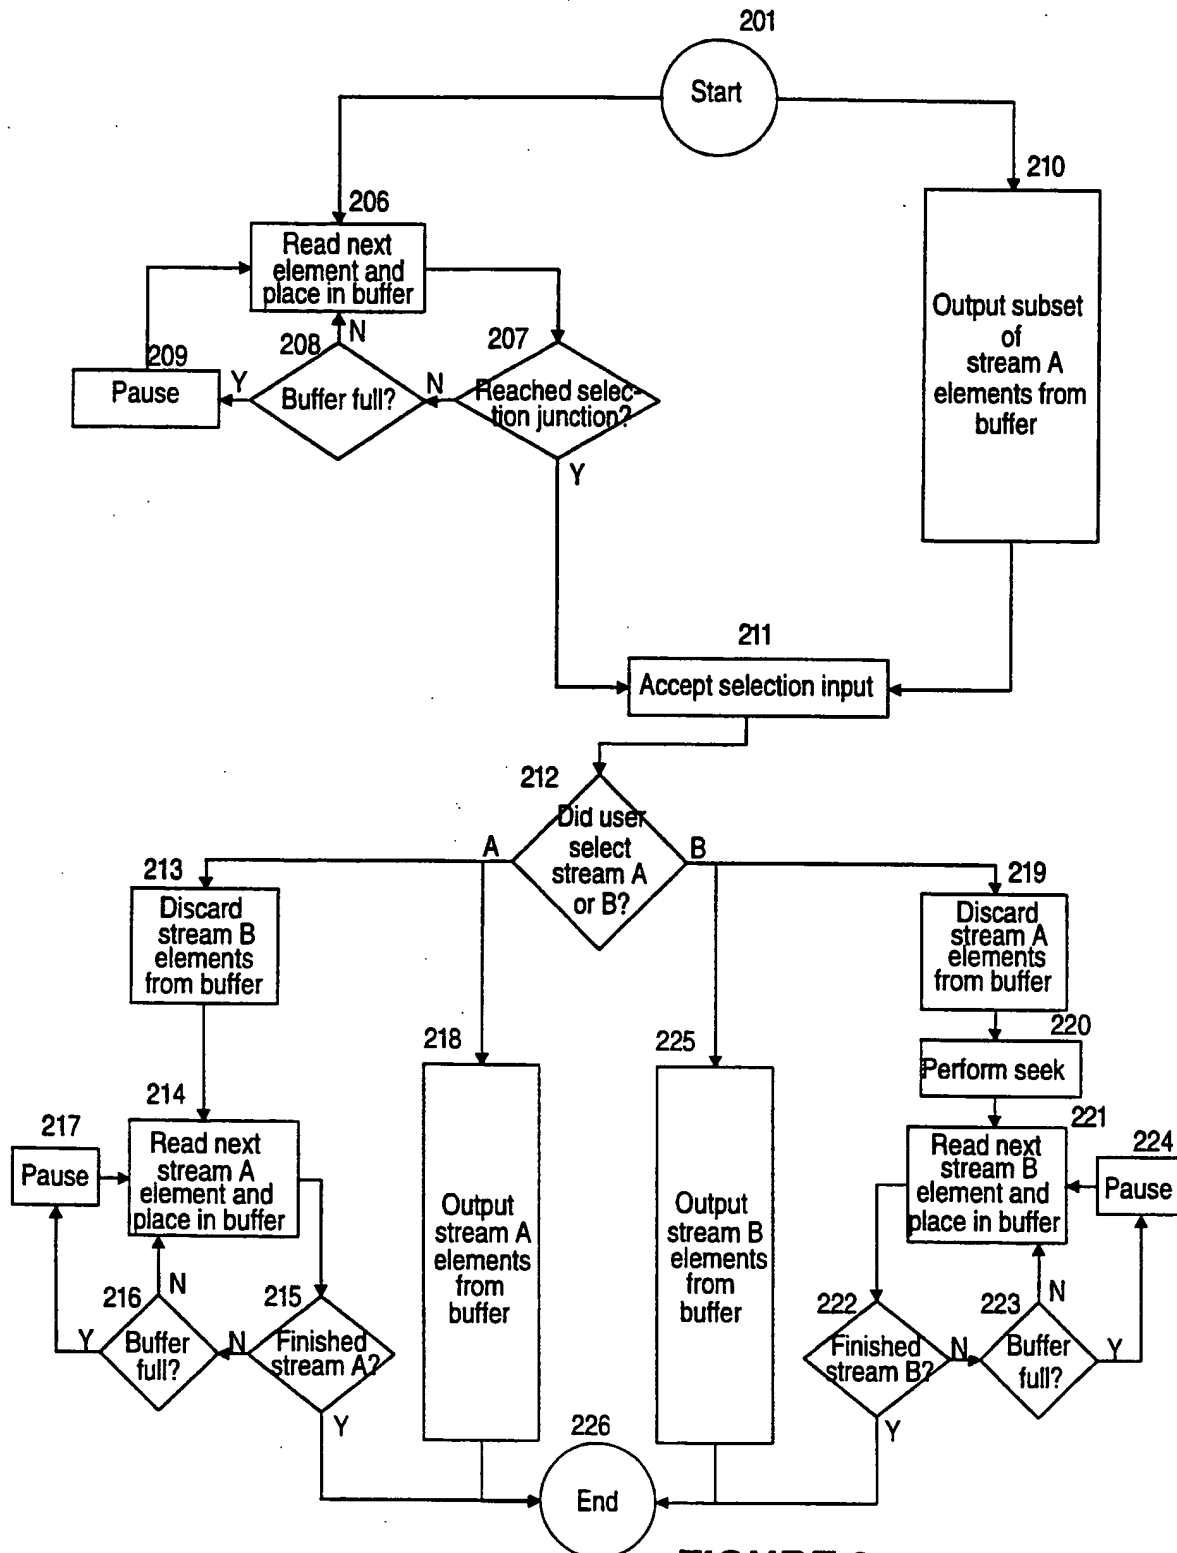 201
Start
206
210
Read next
element and
place in buffer
Output subset
of
stream A
elements from
buffer
N
208
207
209
Pause
Y
Buffer full?
N
Reached selec-
tion junction?
Y
211
Accept selection input
212
Did user
select
stream A
or B?
A
B
213
Discard
stream B
elements
from buffer
219
Discard
stream A
elements
from buffer
218
225
220
Perform seek
214
217
Pause
Read next
stream A
element and
place in buffer
221
Read next
stream B
element and
place in buffer
224
Pause
Output
stream A
elements
from
buffer
Output
stream B
elements
from
buffer
N
216
215
Y
Buffer
full?
N
Finished
stream A?
Y
222
223
N
Finished
stream B?
N
Buffer
full?
Y
Y
226
End